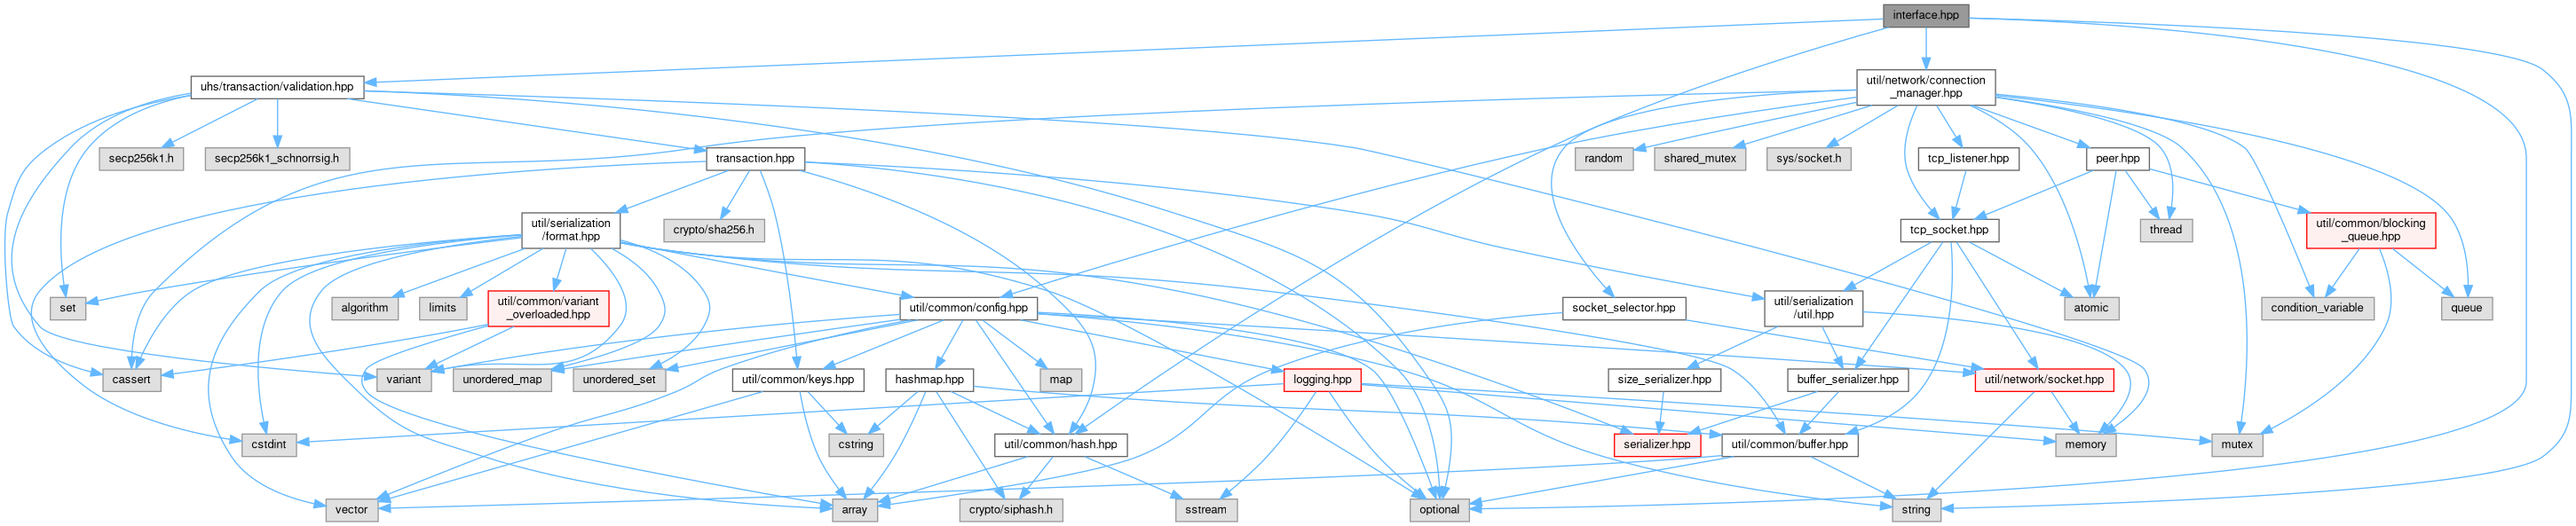 interface.hpp
uhs/transaction/validation.hpp
util/network/connection
_manager.hpp
secp256k1.h
secp256k1_schnorrsig.h
transaction.hpp
random
shared_mutex
sys/socket.h
tcp_listener.hpp
peer.hpp
util/serialization
/format.hpp
crypto/sha256.h
tcp_socket.hpp
thread
util/common/blocking
_queue.hpp
set
algorithm
limits
util/common/variant
_overloaded.hpp
util/common/config.hpp
socket_selector.hpp
util/serialization
/util.hpp
atomic
condition_variable
queue
cassert
variant
unordered_map
unordered_set
util/common/keys.hpp
hashmap.hpp
map
logging.hpp
size_serializer.hpp
buffer_serializer.hpp
util/network/socket.hpp
cstdint
cstring
util/common/hash.hpp
serializer.hpp
util/common/buffer.hpp
memory
mutex
vector
array
crypto/siphash.h
sstream
optional
string